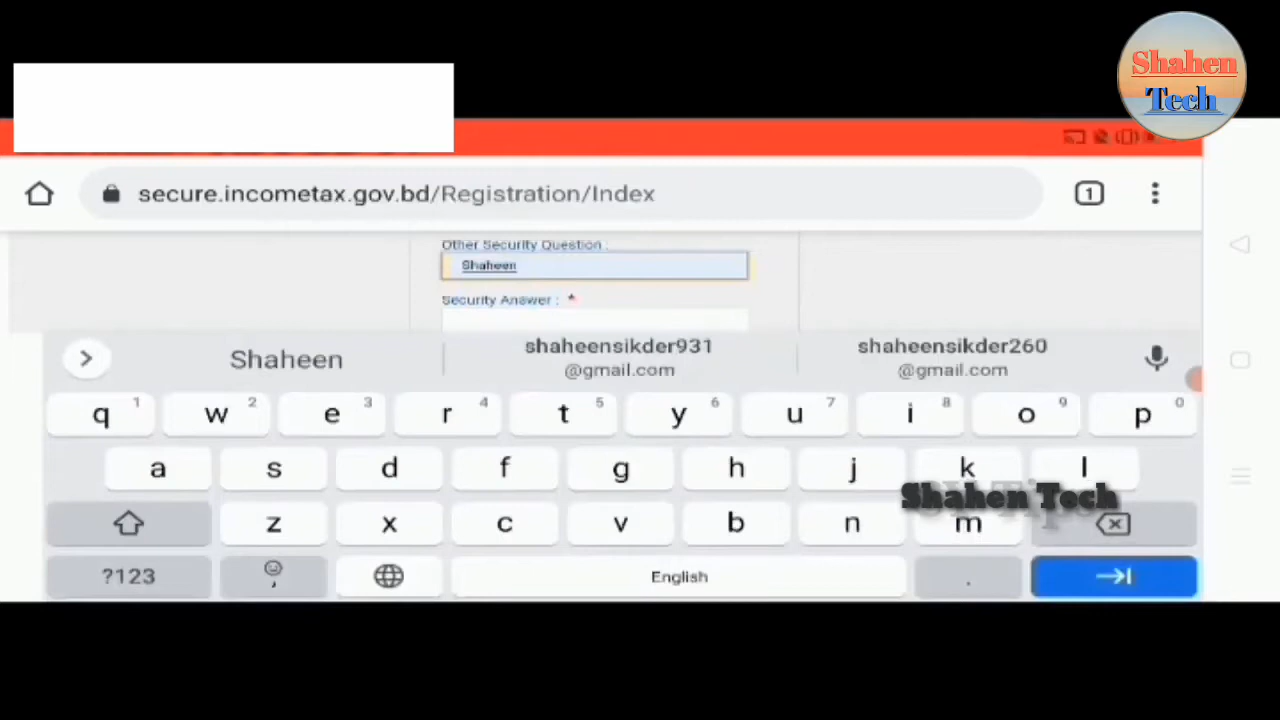 Shahen
Tech
secure.incometax.gov.bd/Registration/Index
1
Other Security Question :
Shaheen
Security Answer : *
Shaheen
shaheensikder931
@gmail.com
shaheensikder260
@gmail.com
q 1 w 2 e 3 r 4 t 5 y 6 u 7 i 8 o 9 p 0
a s d f g h j k l
Shahen Tech
z x c v b n m
?123 , English .